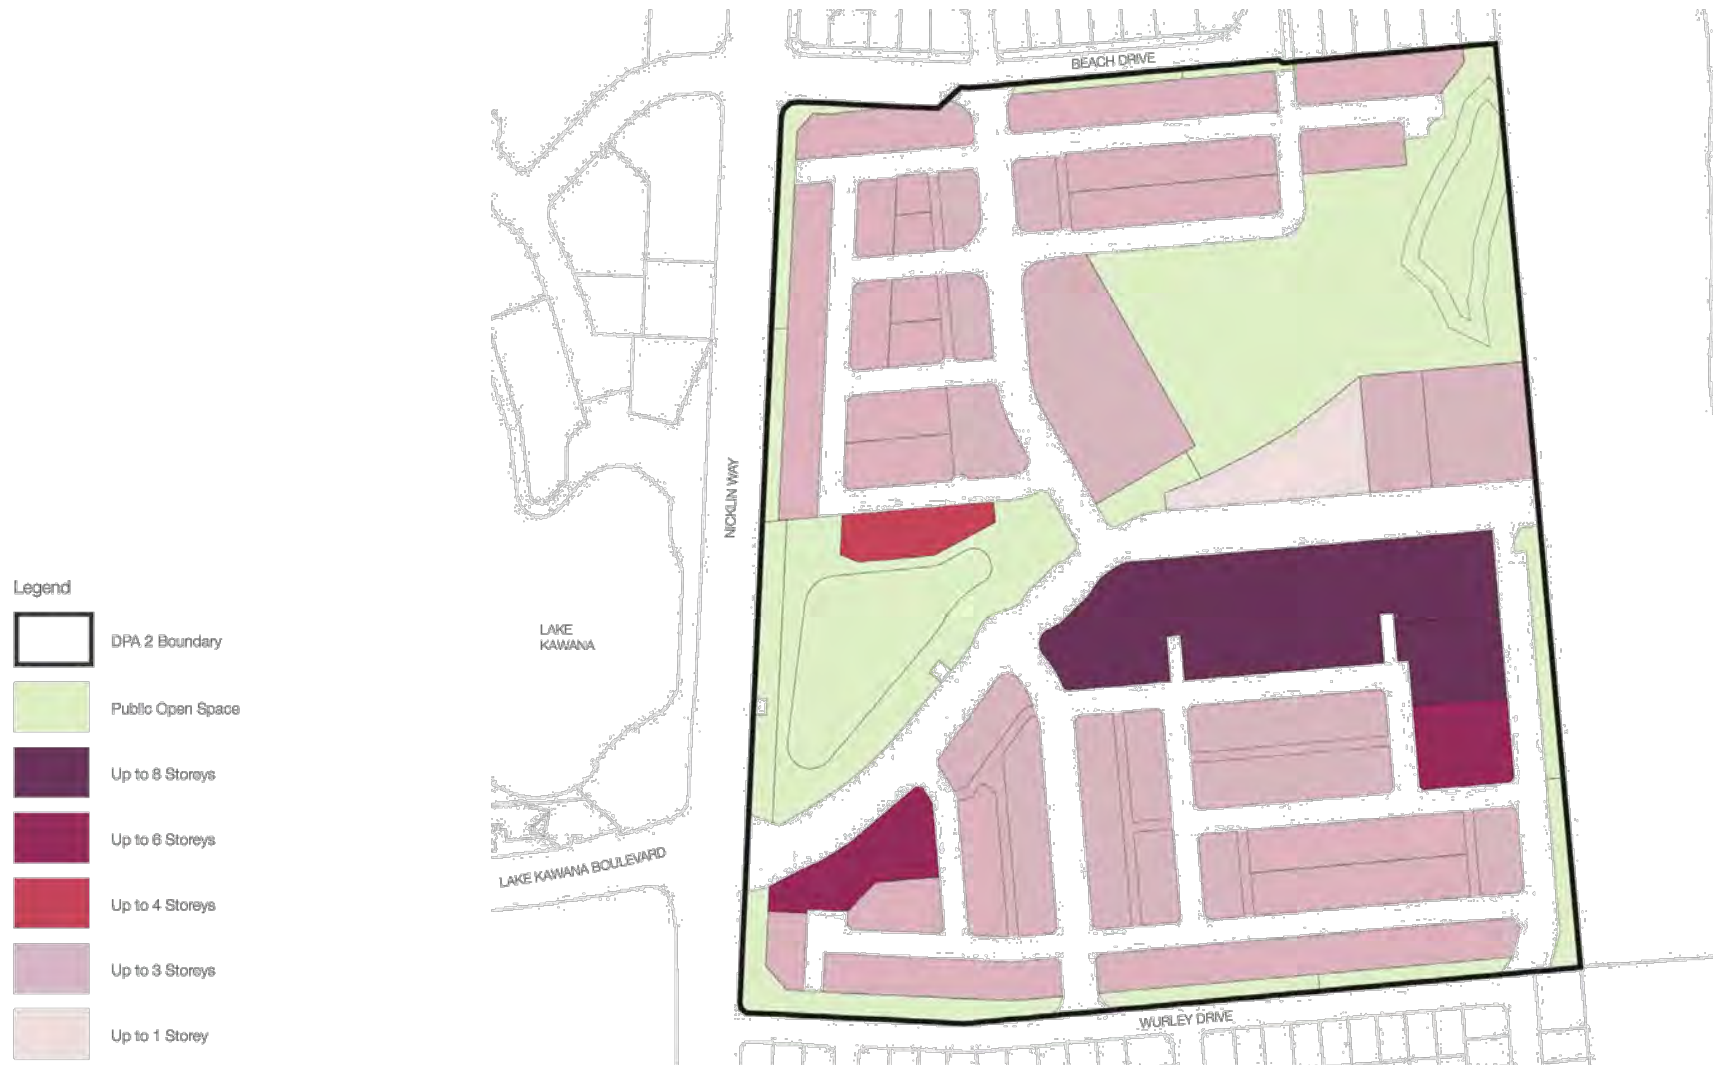 BEACH DRIVE
NICKLIN WAY
Legend
DPA 2 Boundary
Public Open Space
Up to 8 Storeys
Up to 6 Storeys
Up to 4 Storeys
Up to 3 Storeys
Up to 1 Storey
LAKE
KAWANA
LAKE KAWANA BOULEVARD
WURLEY DRIVE